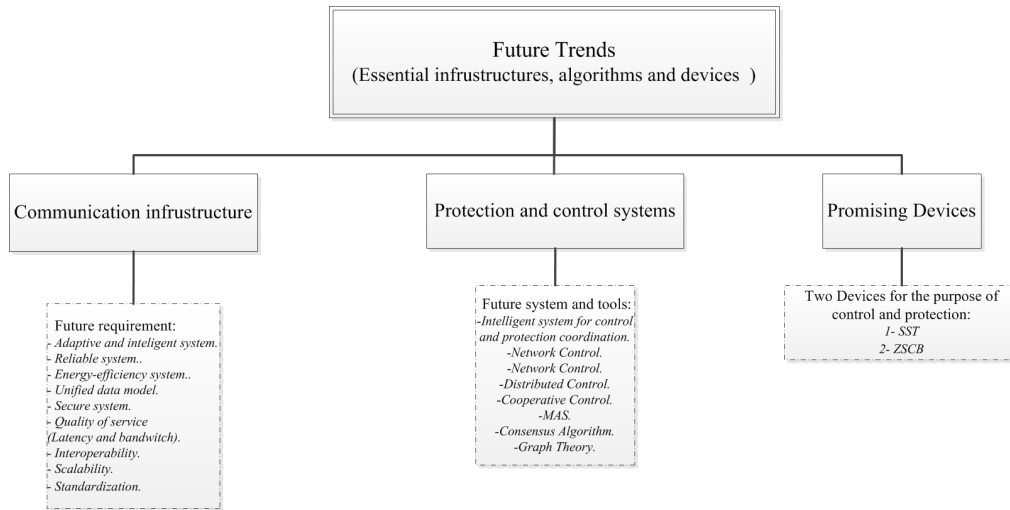 Future Trends
(Essential infrustructures, algorithms and devices )
Communication infrustructure
Protection and control systems
Promising Devices
Future requirement:
- Adaptive and inteligent system.
- Reliable system..
- Energy-efficiency system..
- Unified data model.
- Secure system.
- Quality of service
(Latency and bandwitch).
- Interoperability.
- Scalability.
- Standardization.
Future system and tools:
-Intelligent system for control
and protection coordination.
-Network Control.
-Network Control.
-Distributed Control.
-Cooperative Control.
-MAS.
-Consensus Algorithm.
-Graph Theory.
Two Devices for the purpose of
control and protection:
1- SST
2- ZSCB